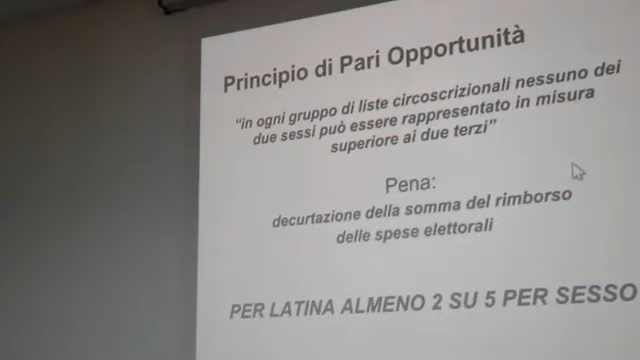 Principio di Pari Opportunità
“in ogni gruppo di liste circoscrizionali nessuno dei
due sessi può essere rappresentato in misura
superiore ai due terzi”
Pena:
decurtazione della somma del rimborso
delle spese elettorali
PER LATINA ALMENO 2 SU 5 PER SESSO